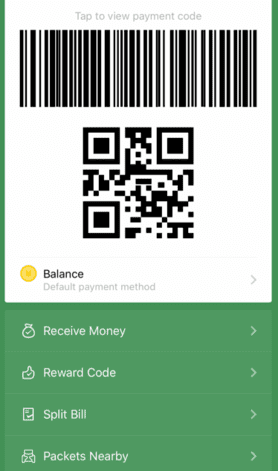 Tap to view payment code
Balance
Default payment method
Receive Money
Reward Code
Split Bill
Packets Nearby